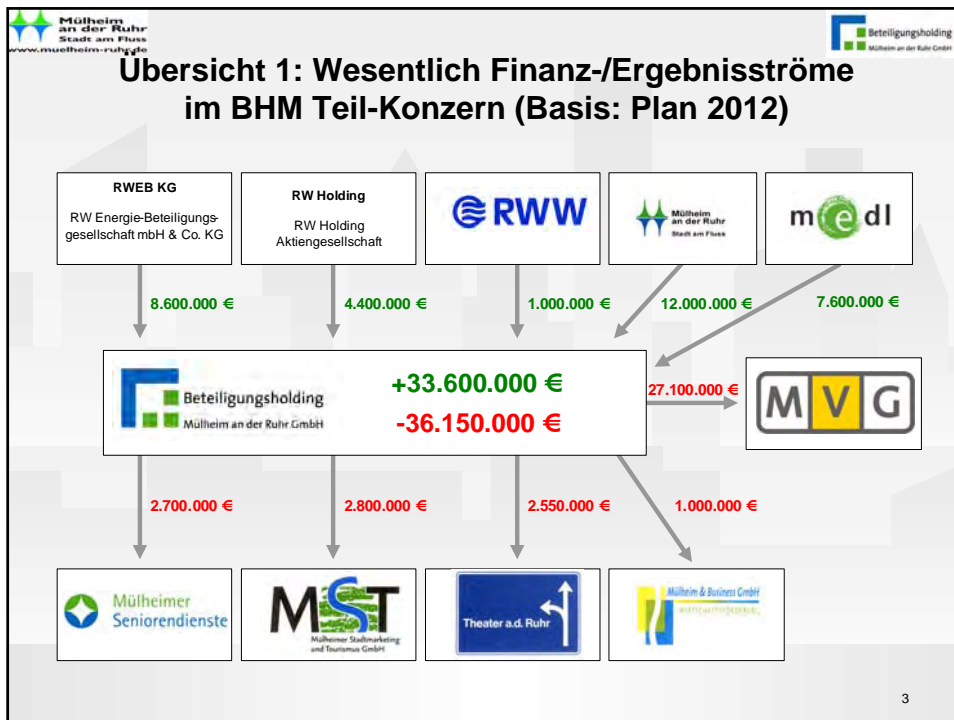 Mülheim
an der Ruhr
Stadt am Fluss
www.muelheim-ruhr.de
Beteiligungsholding
Mülheim an der Ruhr GmbH
Übersicht 1: Wesentlich Finanz-/Ergebnisströme
im BHM Teil-Konzern (Basis: Plan 2012)
RWEB KG
RW Energie-Beteiligungs-
gesellschaft mbH & Co. KG
RW Holding
RW Holding
Aktiengesellschaft
RWW
Mülheim
an der Ruhr
Stadt am Fluss
medl
8.600.000 €
4.400.000 €
1.000.000 €
12.000.000 €
7.600.000 €
Beteiligungsholding
Mülheim an der Ruhr GmbH
+33.600.000 €
-36.150.000 €
27.100.000 €
MVG
2.700.000 €
2.800.000 €
2.550.000 €
1.000.000 €
Mülheimer
Seniorendienste
MST
Mülheimer Stadtmarketing
und Tourismus GmbH
Theater a.d. Ruhr
Mülheim & Business GmbH
WIRTSCHAFTSFÖRDERUNG
3